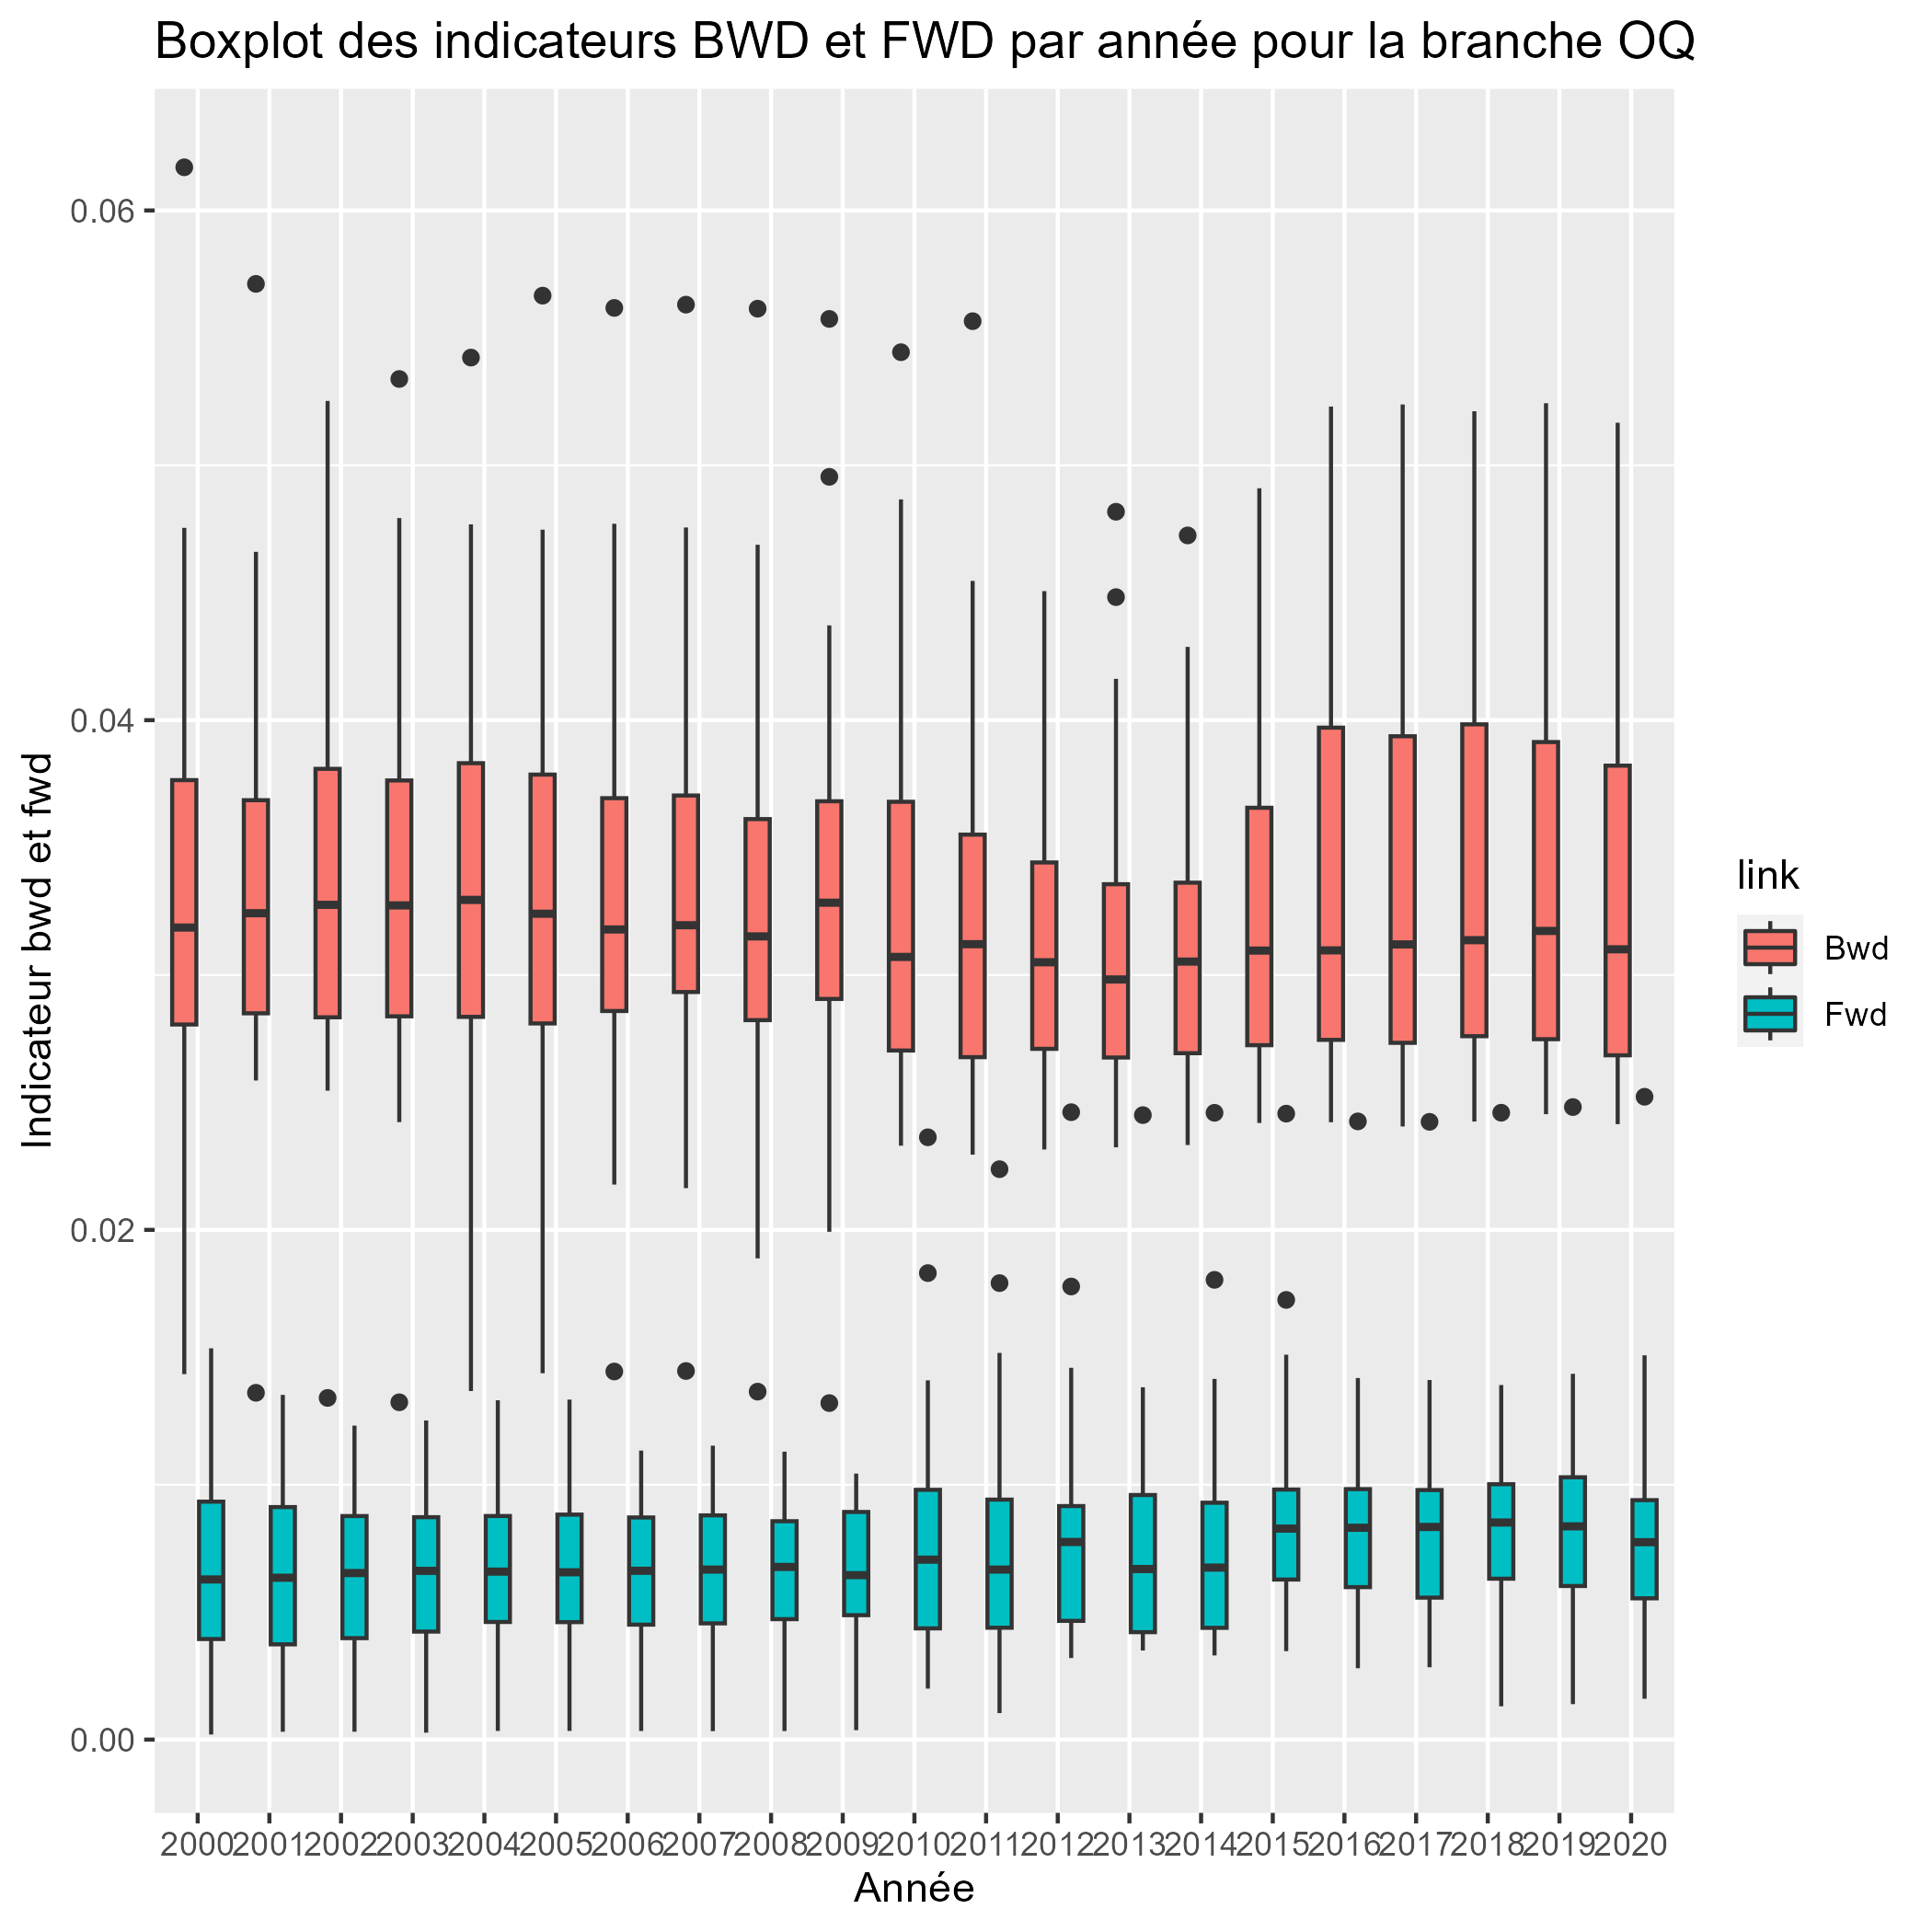 Boxplot des indicateurs BWD et FWD par année pour la branche OQ
Indicateur bwd et fwd
0.06
0.04
0.02
0.00
2000 2001 2002 2003 2004 2005 2006 2007 2008 2009 2010 2011 2012 2013 2014 2015 2016 2017 2018 2019 2020
Année
link
Bwd
Fwd